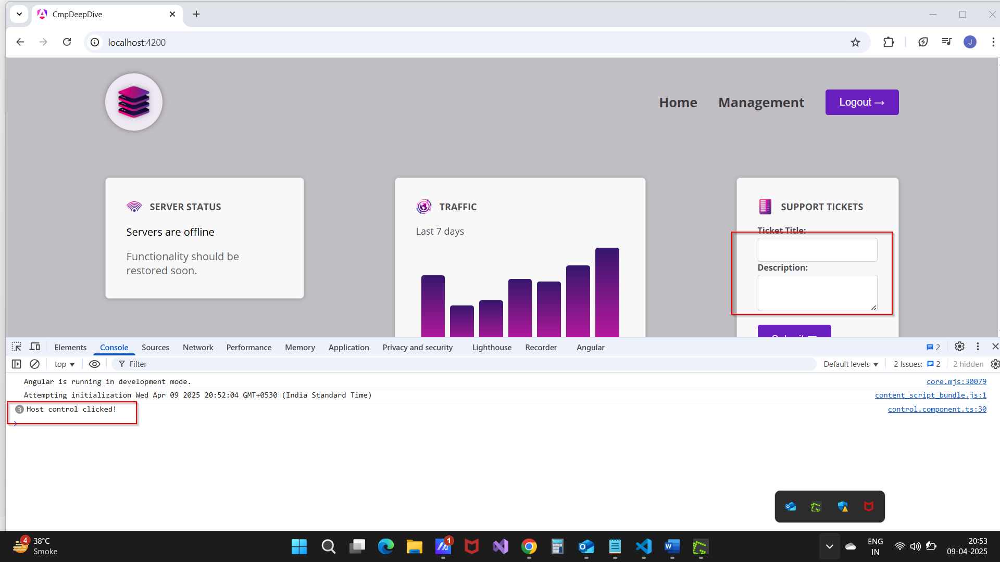 CmpDeepDive
localhost:4200
J
Home
Management
Logout →
SERVER STATUS
Servers are offline
Functionality should be
restored soon.
TRAFFIC
Last 7 days
SUPPORT TICKETS
Ticket Title:
Description:
Elements
Console
Sources
Network
Performance
Memory
Application
Privacy and security
Lighthouse
Recorder
Angular
2
top
Filter
Default levels
2 Issues:
2
2 hidden
Angular is running in development mode.
core.mjs:30079
Attempting initialization Wed Apr 09 2025 20:52:04 GMT+0530 (India Standard Time)
content_script_bundle.js:1
3 Host control clicked!
control.component.ts:30
4
38°C
Smoke
1
ENG
IN
20:53
09-04-2025